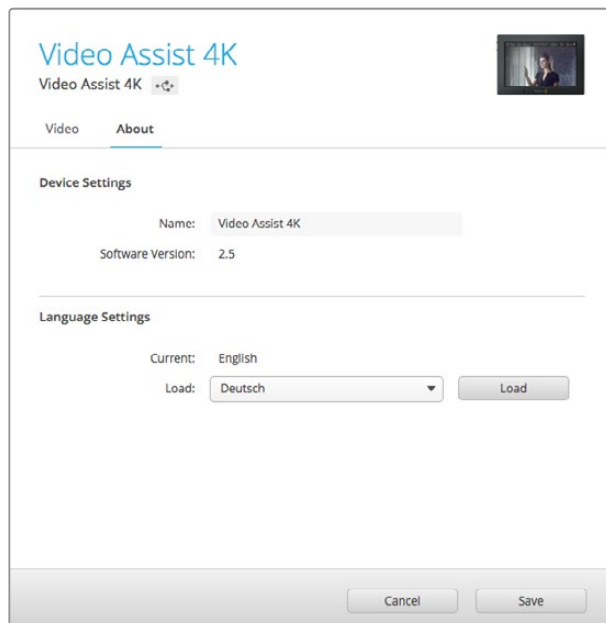 Video Assist 4K
Video Assist 4K
Video About
Device Settings
Name: Video Assist 4K
Software Version: 2.5
Language Settings
Current: English
Load: Deutsch Load
Cancel Save